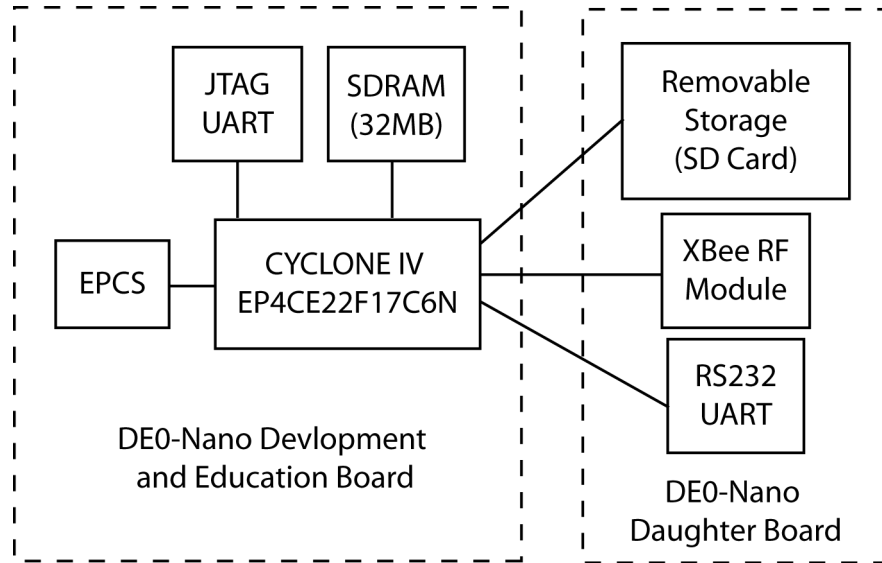 JTAG
UART
SDRAM
(32MB)
Removable
Storage
(SD Card)
EPCS
CYCLONE IV
EP4CE22F17C6N
XBee RF
Module
RS232
UART
DE0-Nano Devlopment
and Education Board
DE0-Nano
Daughter Board